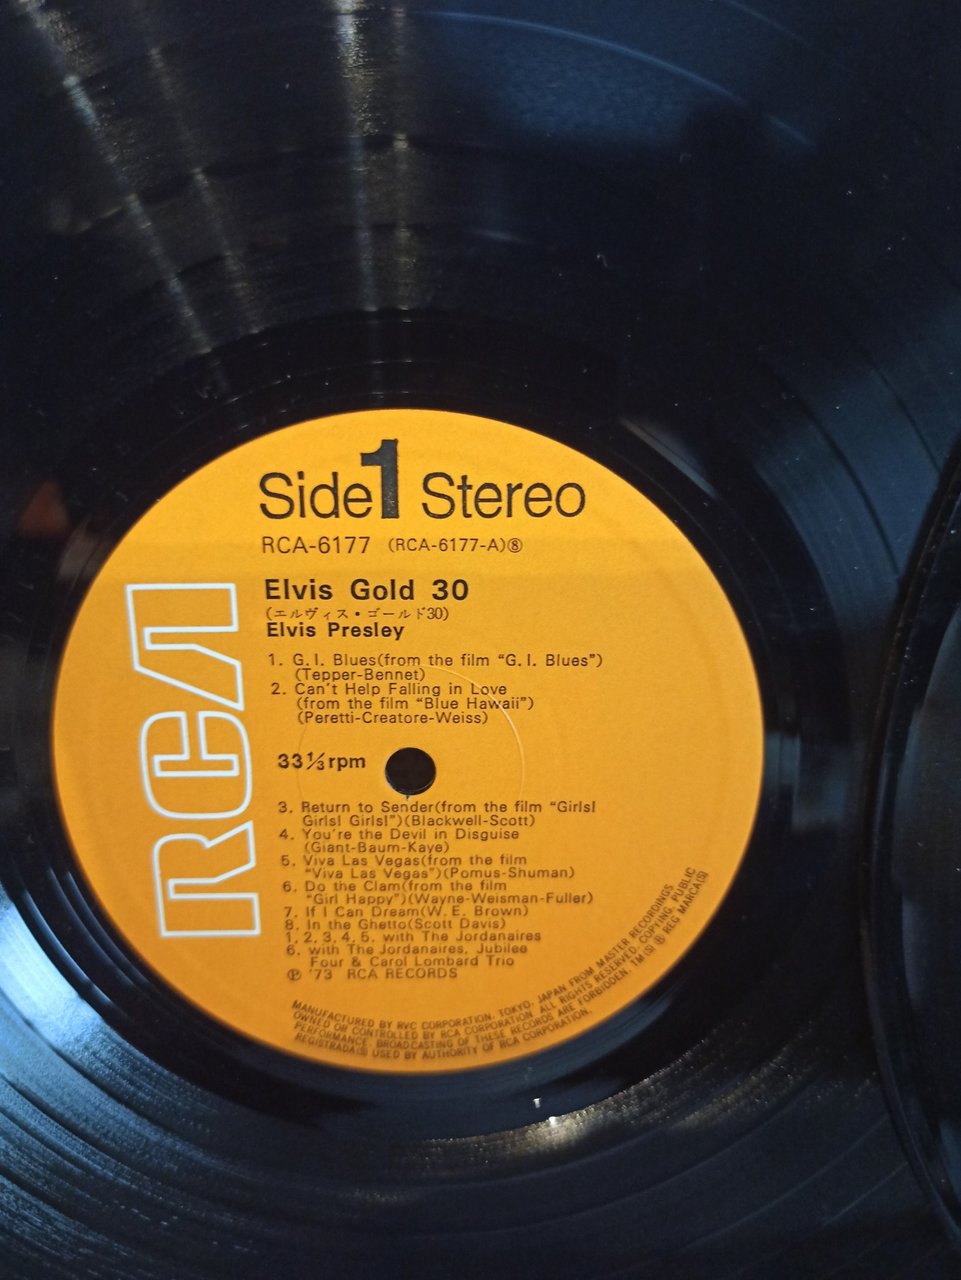 Side 1 Stereo
RCA-6177 (RCA-6177-A)⑧
Elvis Gold 30
(エルヴィス・ゴールド30)
Elvis Presley
1. G.I. Blues(from the film "G.I. Blues")
(Tepper-Bennet)
2. Can't Help Falling in Love
(from the film "Blue Hawaii")
(Peretti-Creatore-Weiss)
33⅓rpm
3. Return to Sender(from the film "Girls!
Girls! Girls!")(Blackwell-Scott)
4. You're the Devil in Disguise
(Giant-Baum-Kaye)
5. Viva Las Vegas(from the film
"Viva Las Vegas")(Pomus-Shuman)
6. Do the Clam(from the film
"Girl Happy")(Wayne-Weisman-Fuller)
7. If I Can Dream(W.E. Brown)
8. In the Ghetto(Scott Davis)
1, 2, 3, 4, 5, with The Jordanaires
6. with The Jordanaires, Jubilee
Four & Carol Lombard Trio
℗ '73 RCA RECORDS
MANUFACTURED BY RVC CORPORATION, TOKYO, JAPAN FROM MASTER RECORDINGS
OWNED OR CONTROLLED BY RCA CORPORATION. ALL RIGHTS RESERVED. COPYING, PUBLIC
PERFORMANCE, BROADCASTING OF THESE RECORDS ARE FORBIDDEN. TM(S) ® REG MARCA(S)
REGISTRADA(S) USED BY AUTHORITY OF RCA CORPORATION.
RCA